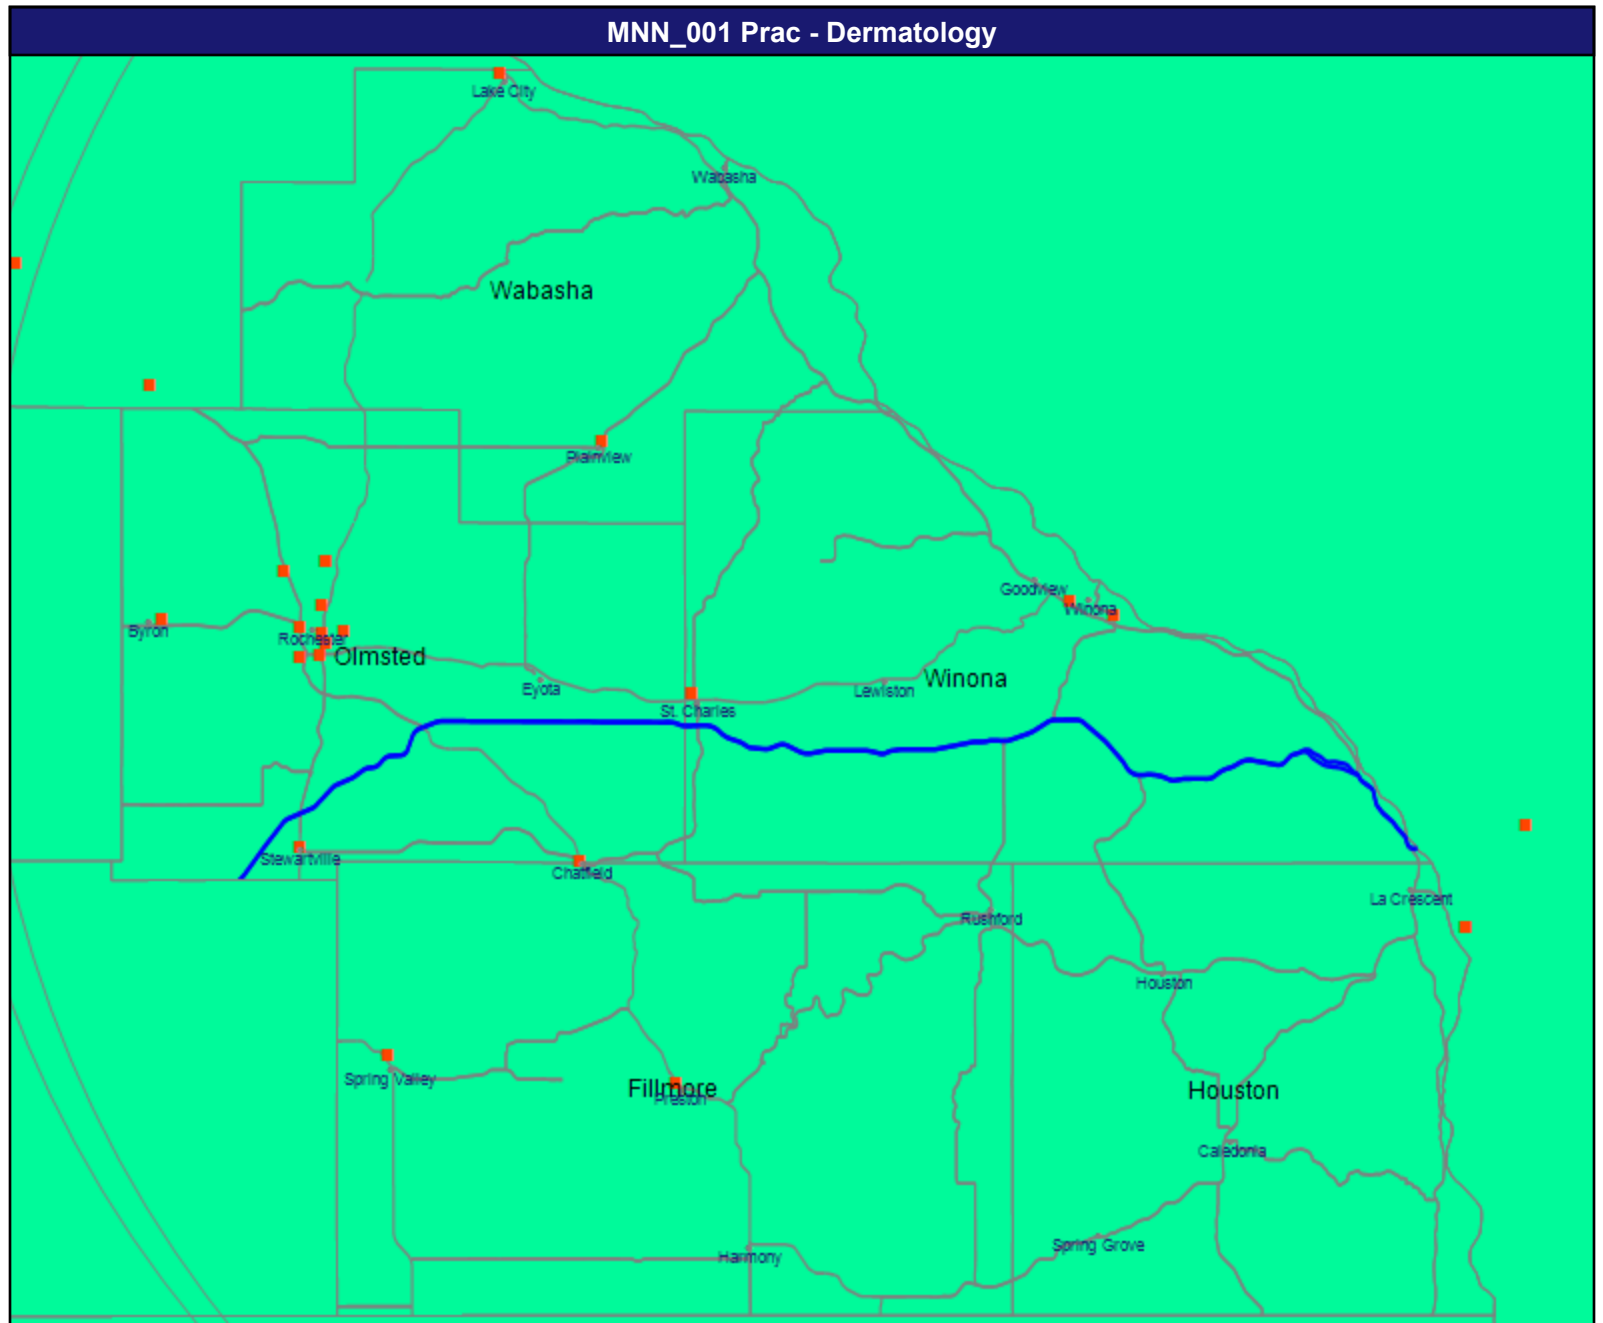 MNN_001 Prac - Dermatology
Lake City
Wabasha
Wabasha
Plainview
Goodview
Winona
Byron
Rochester
Olmsted
Winona
Eyota
Lewiston
St. Charles
Stewartville
Chatfield
La Crescent
Rushford
Houston
Spring Valley
Fillmore
Preston
Houston
Caledonia
Spring Grove
Harmony